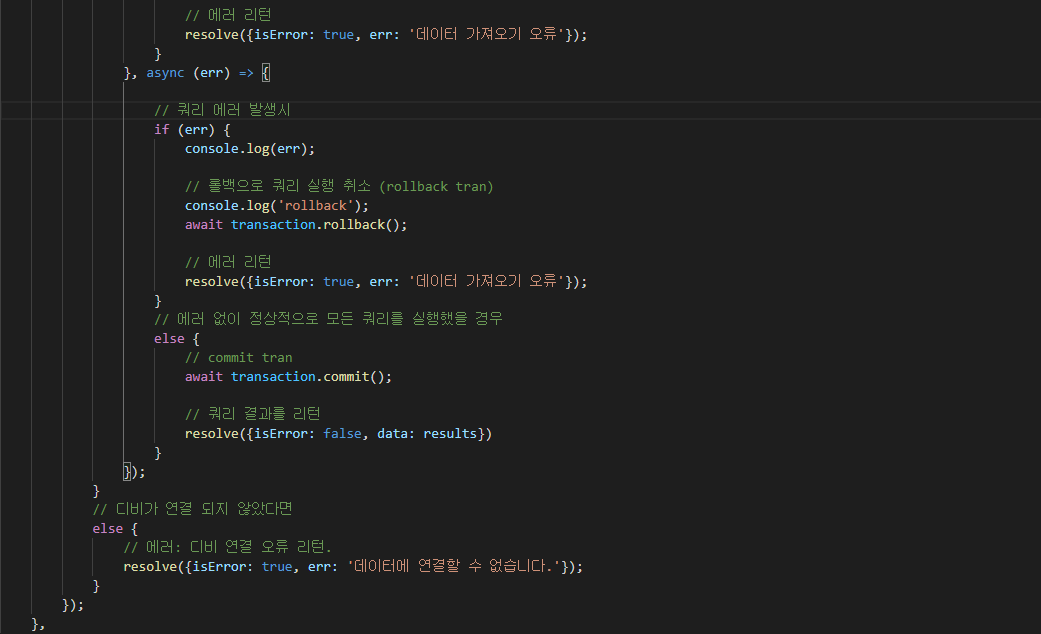 // 에러 리턴
resolve({isError: true, err: '데이터 가져오기 오류'});
}
}, async (err) => {
// 쿼리 에러 발생시
if (err) {
console.log(err);
// 롤백으로 쿼리 실행 취소 (rollback tran)
console.log('rollback');
await transaction.rollback();
// 에러 리턴
resolve({isError: true, err: '데이터 가져오기 오류'});
}
// 에러 없이 정상적으로 모든 쿼리를 실행했을 경우
else {
// commit tran
await transaction.commit();
// 쿼리 결과를 리턴
resolve({isError: false, data: results})
}
});
}
// 디비가 연결 되지 않았다면
else {
// 에러: 디비 연결 오류 리턴.
resolve({isError: true, err: '데이터에 연결할 수 없습니다.'});
}
});
},